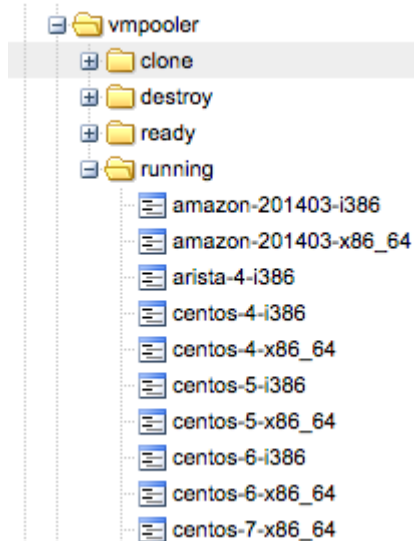 vmpooler
clone
destroy
ready
running
amazon-201403-i386
amazon-201403-x86_64
arista-4-i386
centos-4-i386
centos-4-x86_64
centos-5-i386
centos-5-x86_64
centos-6-i386
centos-6-x86_64
centos-7-x86_64